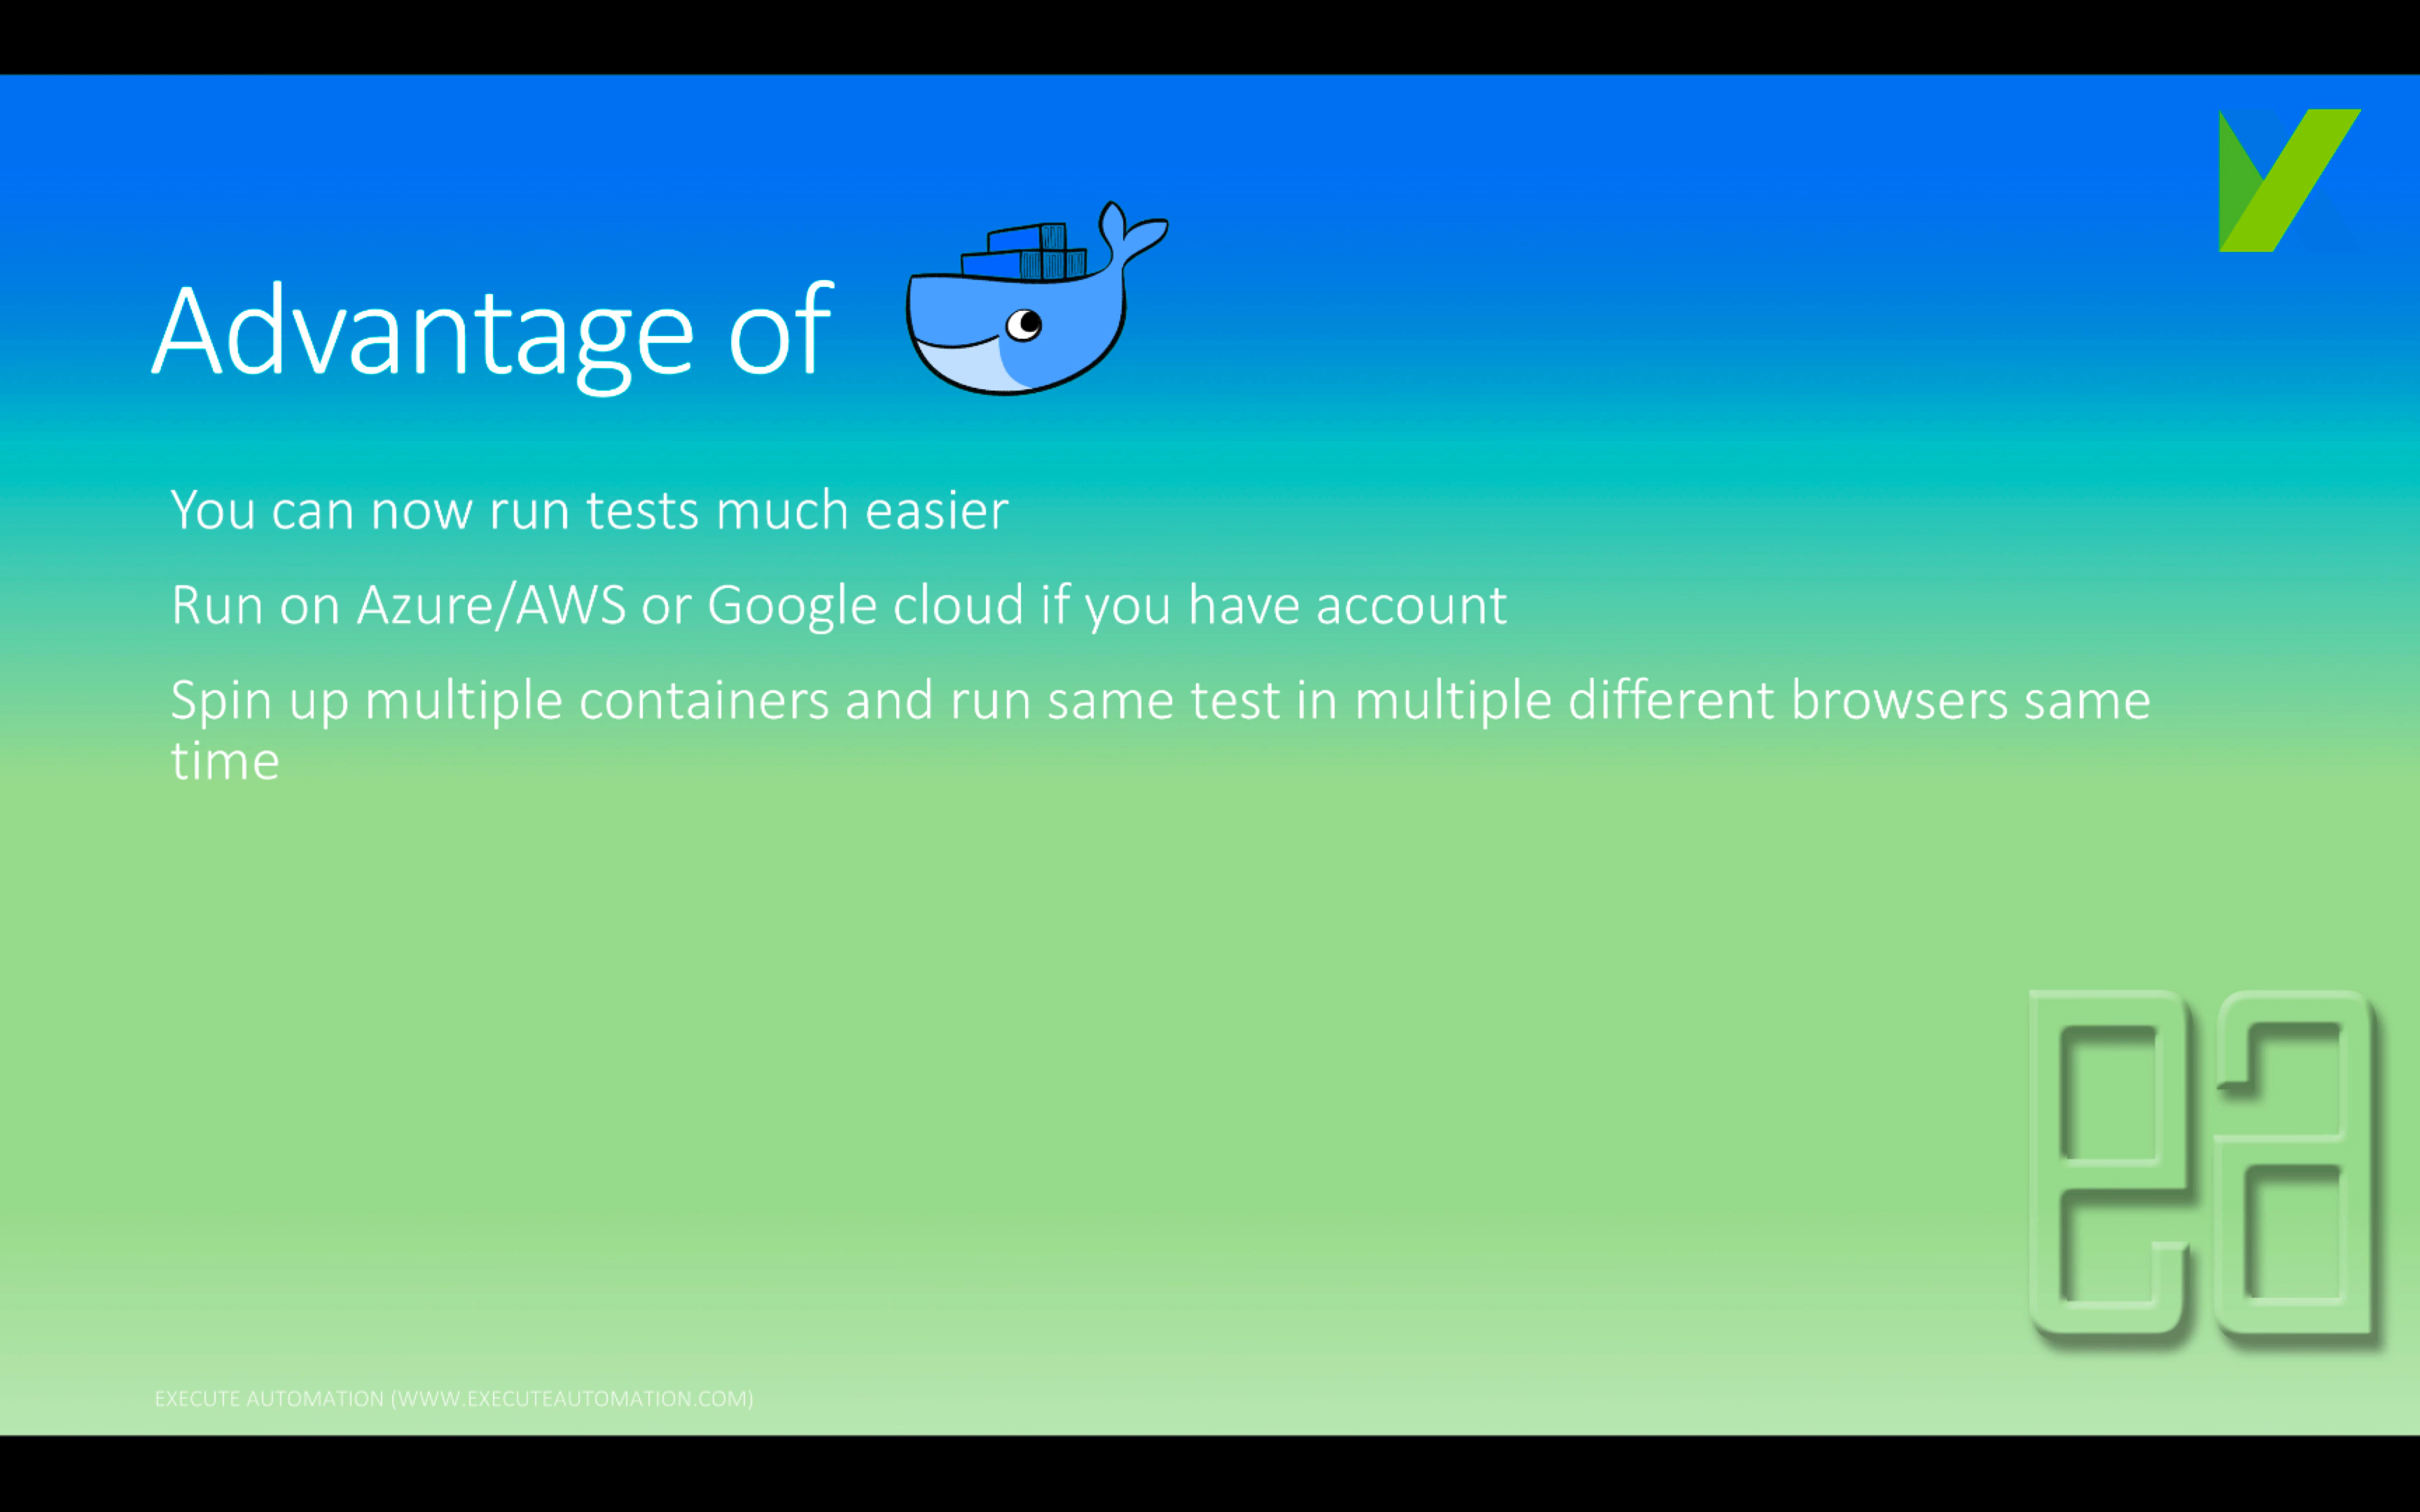 Advantage of
You can now run tests much easier
Run on Azure/AWS or Google cloud if you have account
Spin up multiple containers and run same test in multiple different browsers same
time
ea
EXECUTE AUTOMATION (WWW.EXECUTEAUTOMATION.COM)